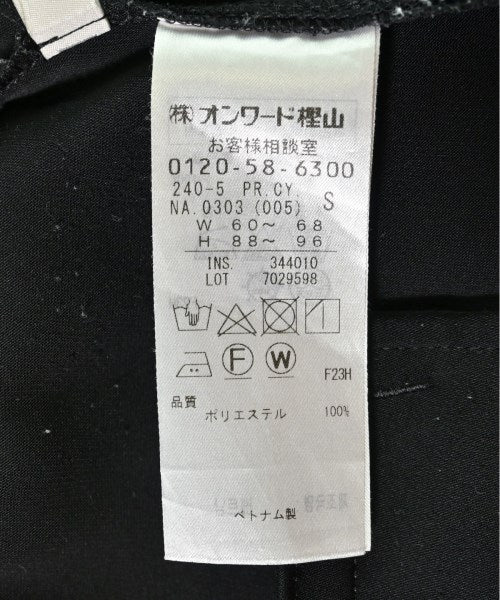 ㈱オンワード樫山
お客様相談室
0120-58-6300
240-5 PR.CY.
NA.0303 (005) S
W 60～ 68
H 88～ 96
INS. 344010
LOT 7029598
F W
F23H
品質
ポリエステル 100%
ベトナム製